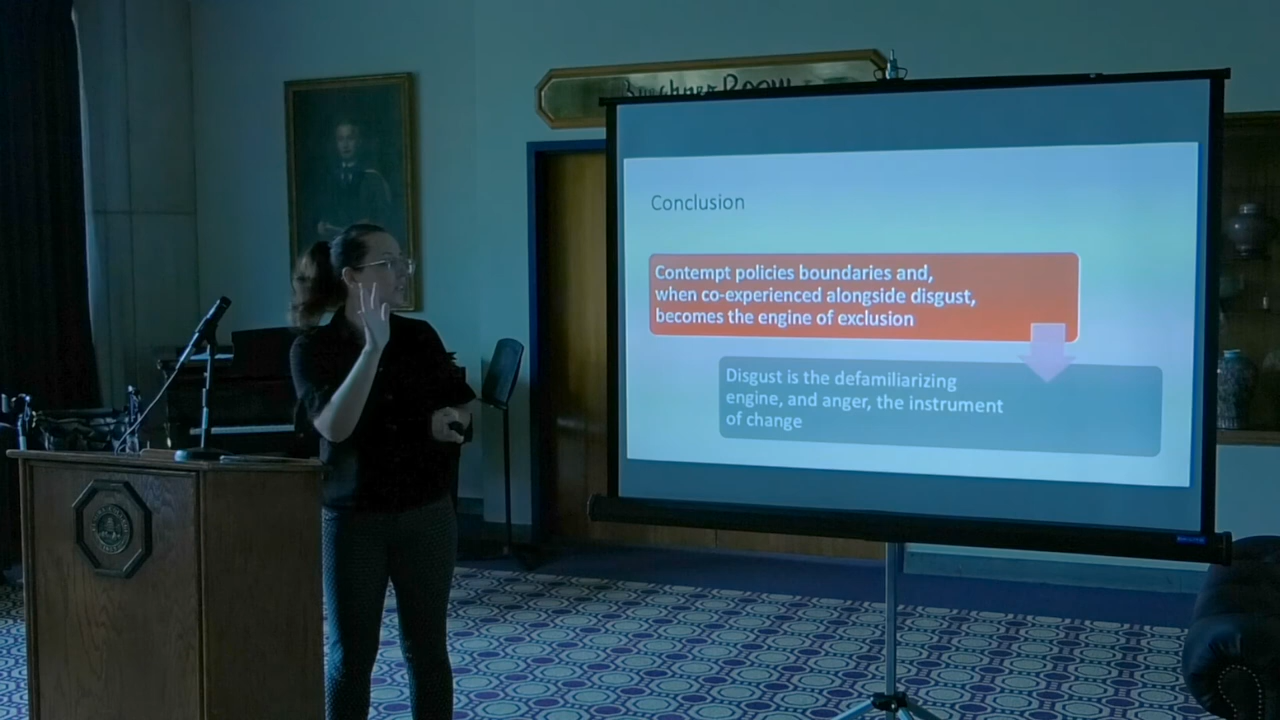 Room
Conclusion
Contempt policies boundaries and,
when co-experienced alongside disgust,
becomes the engine of exclusion
Disgust is the defamiliarizing
engine, and anger, the instrument
of change